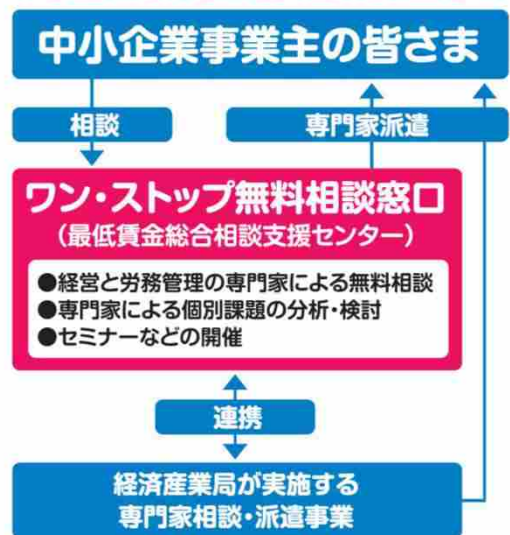 中小企業事業主の皆さま
相談
専門家派遣
ワン・ストップ無料相談窓口
(最低賃金総合相談支援センター)
●経営と労務管理の専門家による無料相談
●専門家による個別課題の分析・検討
●セミナーなどの開催
連携
経済産業局が実施する
専門家相談・派遣事業